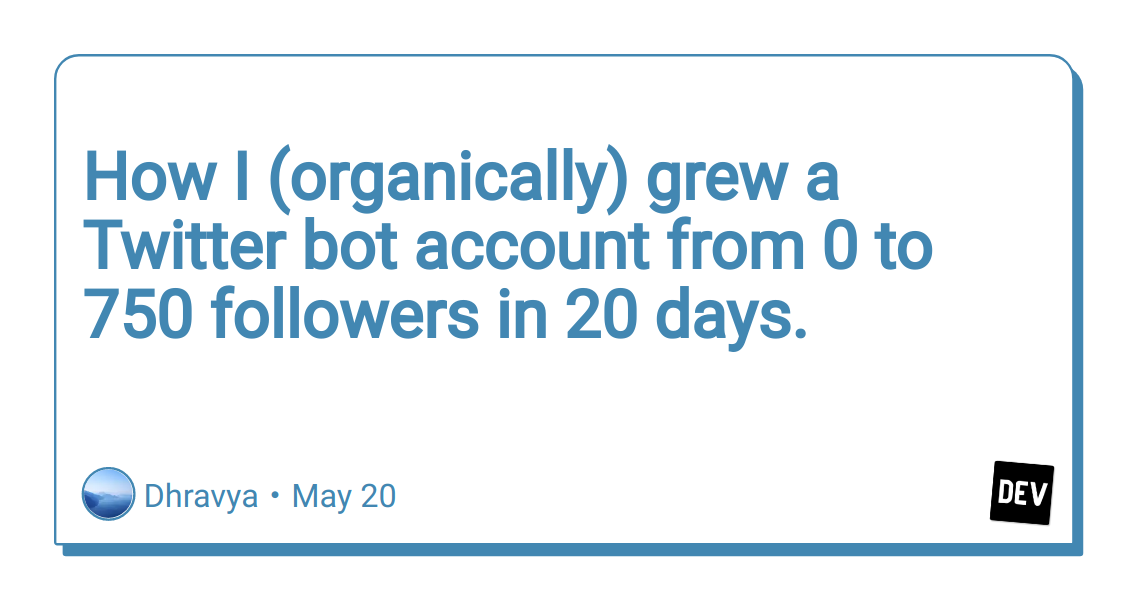 How I (organically) grew a
Twitter bot account from 0 to
750 followers in 20 days.
Dhravya • May 20
DEV